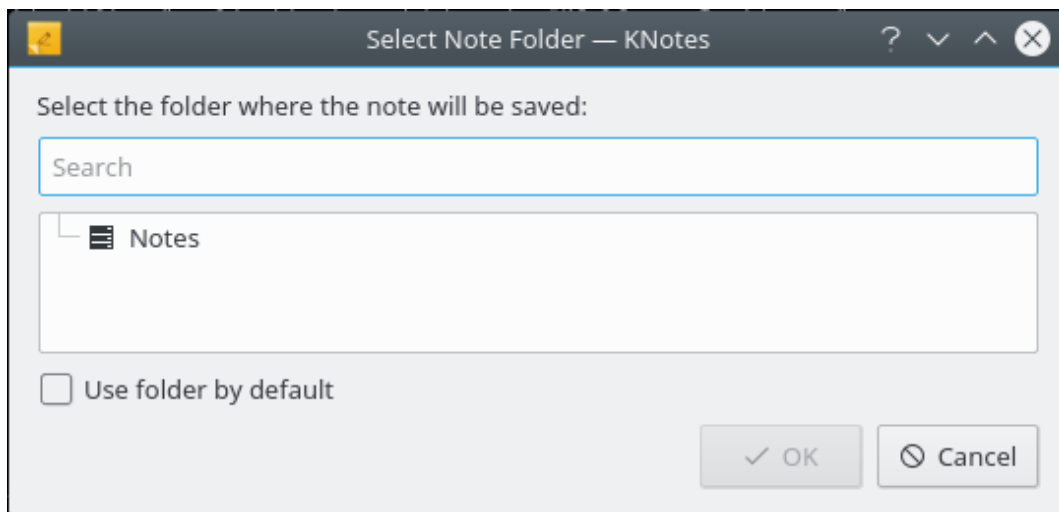 Select Note Folder — KNotes
Select the folder where the note will be saved:
Search
Notes
Use folder by default
OK
Cancel